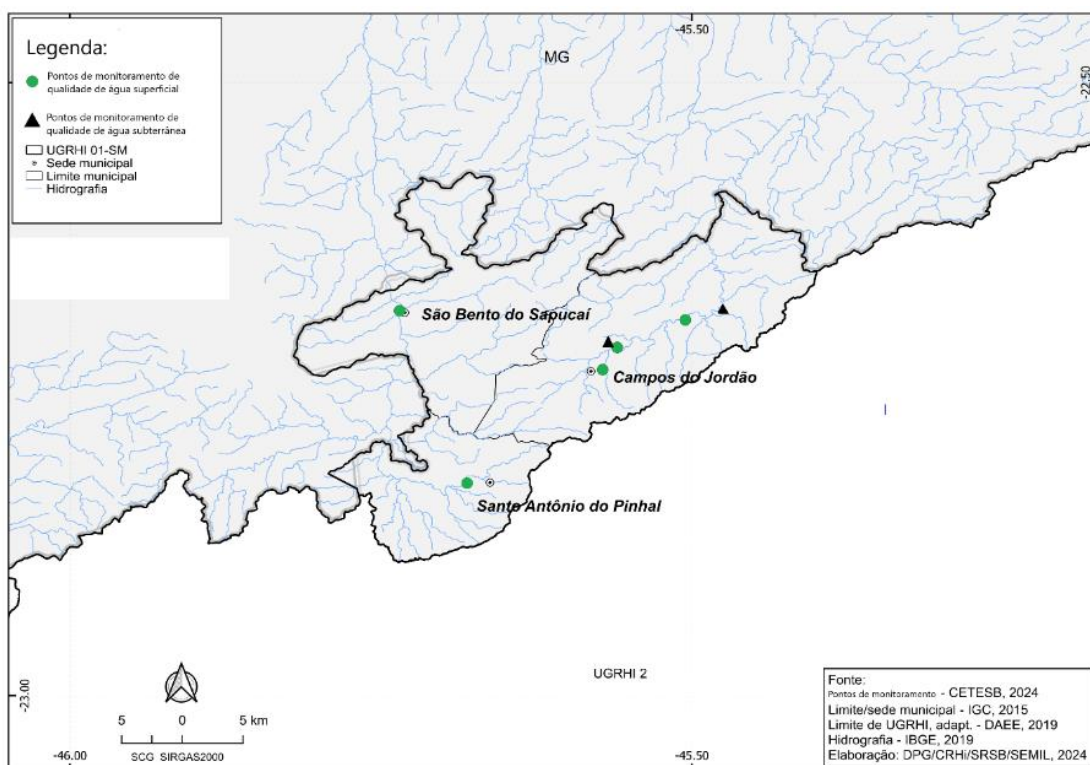 Legenda:
Pontos de monitoramento de
qualidade de água superficial
Pontos de monitoramento de
qualidade de água subterrânea
UGRHI 01-SM
Sede municipal
Limite municipal
Hidrografia
MG
-45.50
-22.50
São Bento do Sapucaí
Campos do Jordão
Santo Antônio do Pinhal
UGRHI 2
-23.00
5 0 5 km
SCG SIRGAS2000
-46.00
-45.50
Fonte:
Pontos de monitoramento - CETESB, 2024
Limite/sede municipal - IGC, 2015
Limite de UGRHI, adapt. - DAEE, 2019
Hidrografia - IBGE, 2019
Elaboração: DPG/CRHi/SRSB/SEMIL, 2024